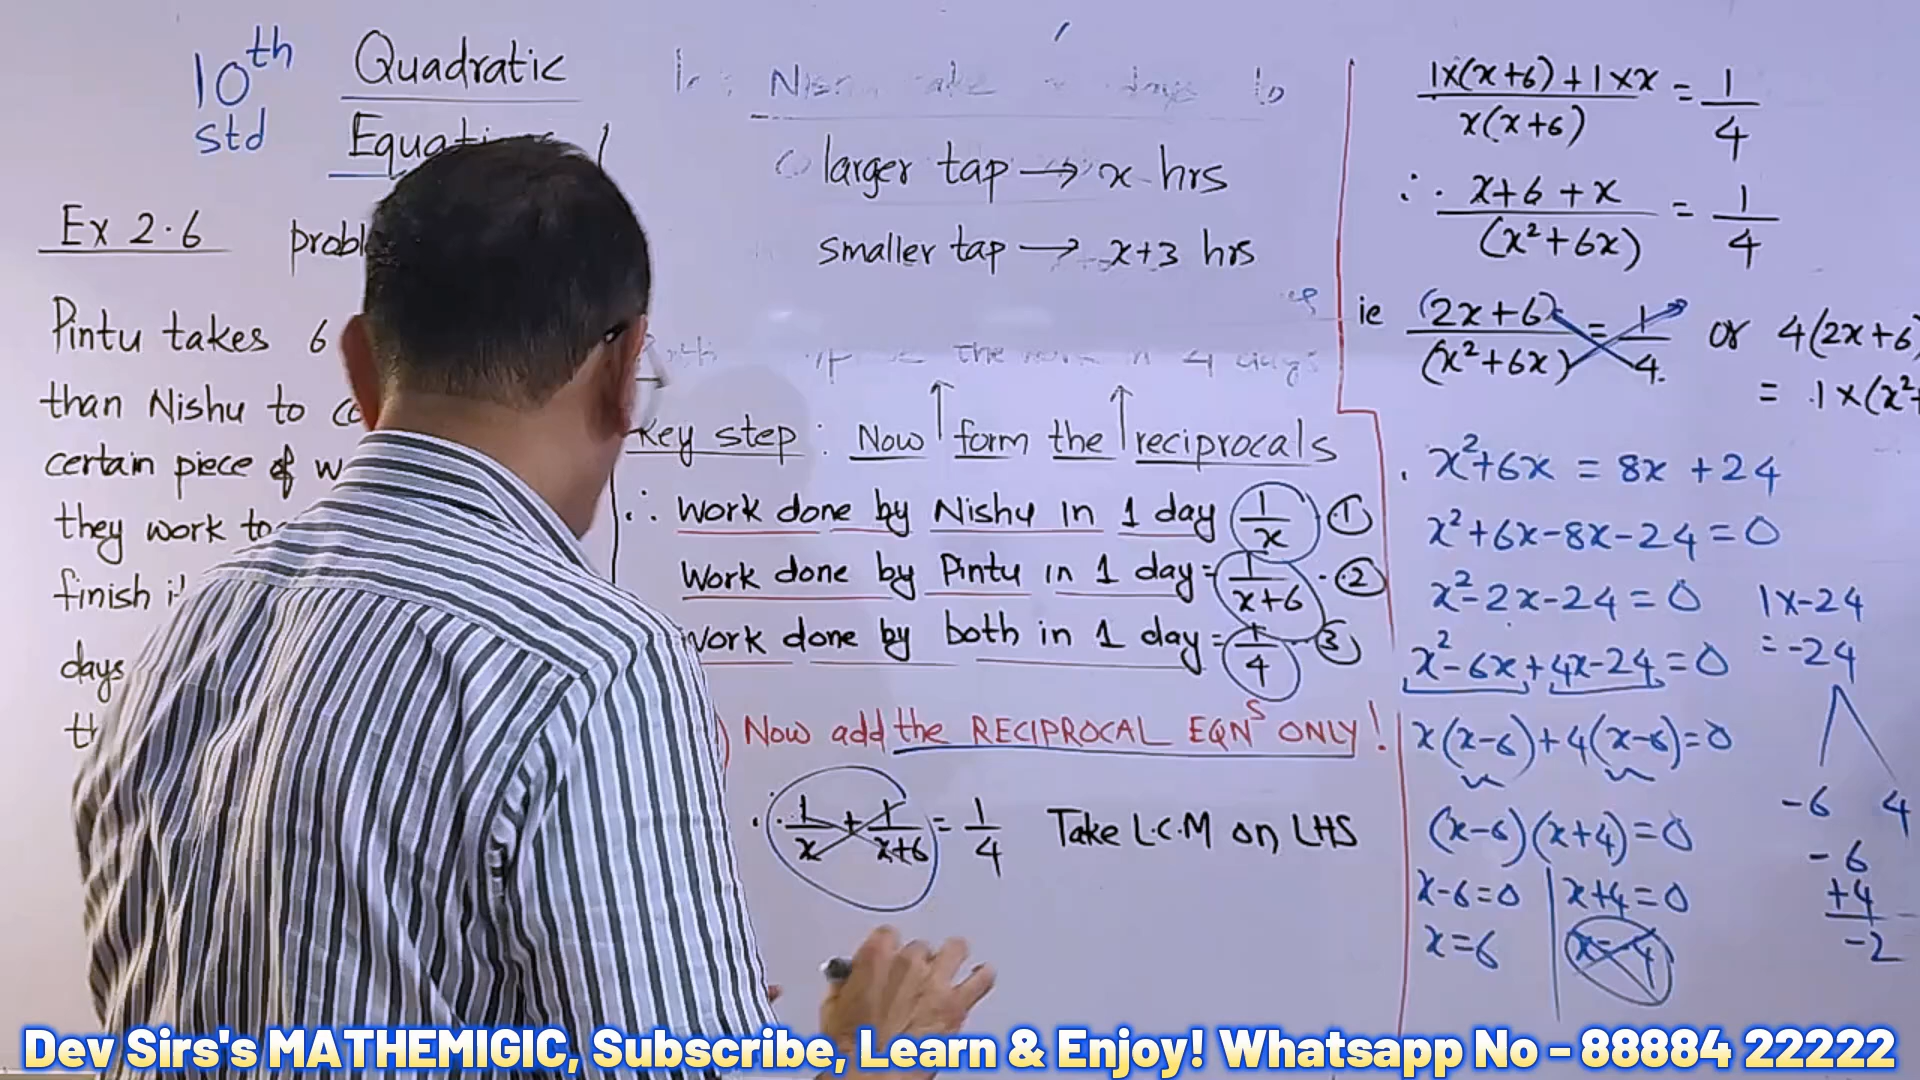 10th
std
Quadratic
Ex 2.6
Pintu takes 6
than Nishu to
certain piece of
they work
finish
days
larger tap → x hrs
smaller tap → x+3 hrs
the work in 4 days
Key step : Now form the reciprocals
∴ Work done by Nishu in 1 day 1/x ①
Work done by Pintu in 1 day = 1/(x+6) ②
Work done by both in 1 day = 1/4 ③
Now add the RECIPROCAL EQNS ONLY!
∴ 1/x + 1/(x+6) = 1/4 Take L.C.M on LHS
(1×(x+6)+1×x)/(x(x+6)) = 1/4
∴ (x+6+x)/(x²+6x) = 1/4
ie (2x+6)/(x²+6x) = 1/4 or 4(2x+6)
= 1×(x²+
x²+6x = 8x +24
x²+6x-8x-24=0
x²-2x-24=0
x²-6x+4x-24=0
x(x-6)+4(x-6)=0
(x-6)(x+4)=0
x-6=0 | x+4=0
x=6 x=-4
1x-24
=-24
-6 4
-6
+4
-2
Dev Sirs's MATHEMIGIC, Subscribe, Learn & Enjoy! Whatsapp No - 88884 22222